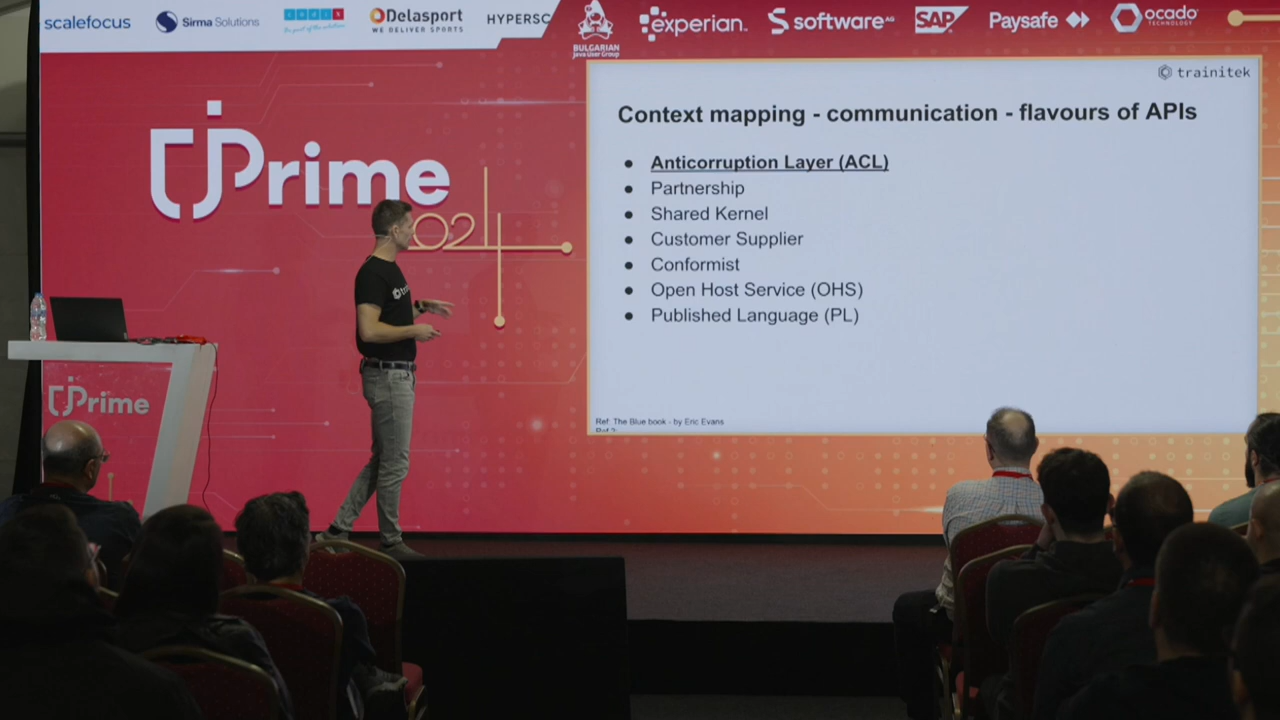 scalefocus
Sirma Solutions
Delasport
WE DELIVER SPORTS
HYPERSC
BULGARIAN
Java User Group
experian.
software AG
SAP
Paysafe
ocado
TECHNOLOGY
trainitek
jPrime
2024
Context mapping - communication - flavours of APIs
● Anticorruption Layer (ACL)
● Partnership
● Shared Kernel
● Customer Supplier
● Conformist
● Open Host Service (OHS)
● Published Language (PL)
Ref: The Blue book - by Eric Evans
jPrime